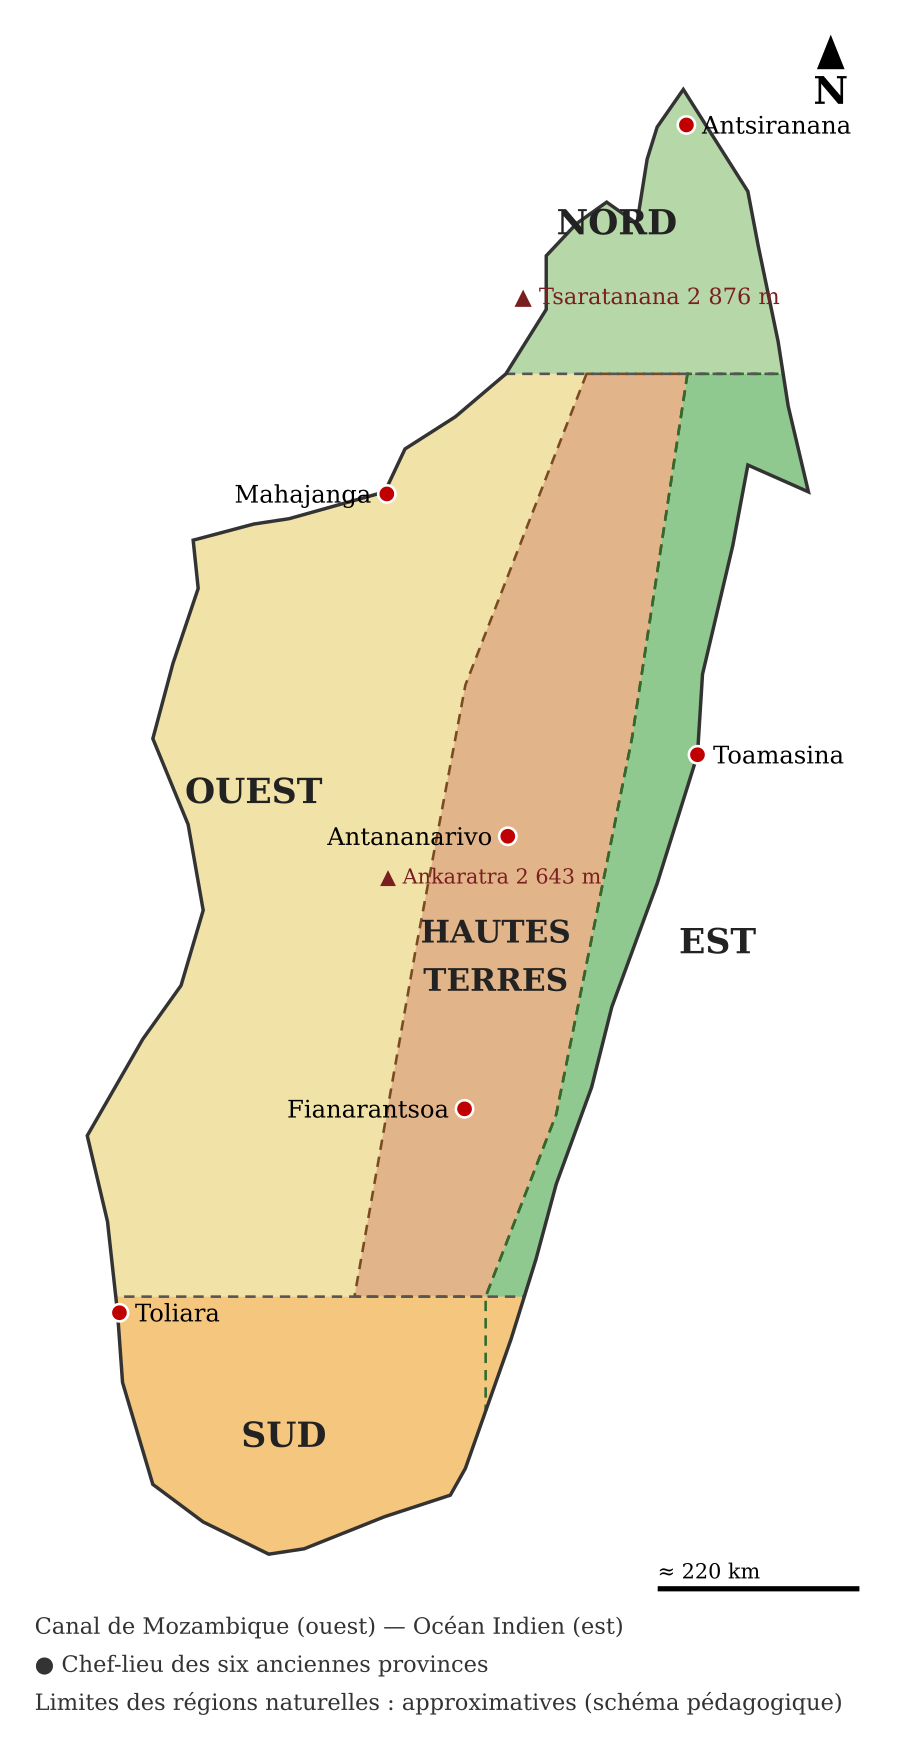 N
Antsiranana
NORD
▲ Tsaratanana 2 876 m
Mahajanga
Toamasina
OUEST
Antananarivo
▲ Ankaratra 2 643 m
HAUTES
TERRES
EST
Fianarantsoa
Toliara
SUD
≈ 220 km
Canal de Mozambique (ouest) — Océan Indien (est)
● Chef-lieu des six anciennes provinces
Limites des régions naturelles : approximatives (schéma pédagogique)